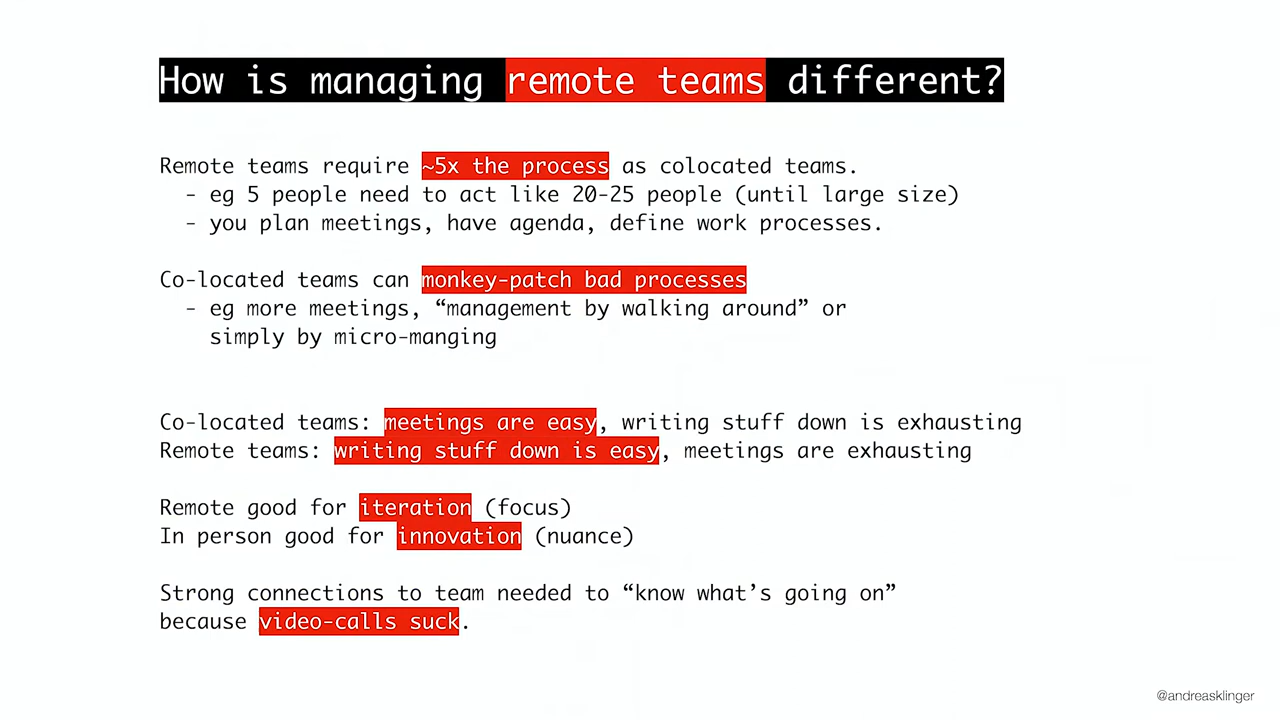 How is managing remote teams different?
Remote teams require ~5x the process as colocated teams.
- eg 5 people need to act like 20-25 people (until large size)
- you plan meetings, have agenda, define work processes.
Co-located teams can monkey-patch bad processes
- eg more meetings, “management by walking around” or
simply by micro-manging
Co-located teams: meetings are easy, writing stuff down is exhausting
Remote teams: writing stuff down is easy, meetings are exhausting
Remote good for iteration (focus)
In person good for innovation (nuance)
Strong connections to team needed to “know what’s going on”
because video-calls suck.
@andreasklinger